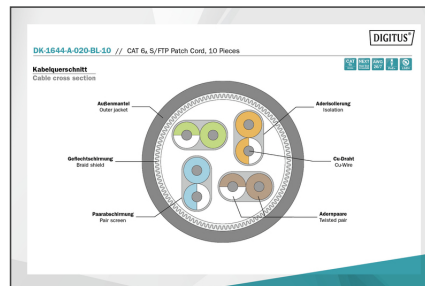 DIGITUS®
DK-1644-A-020-BL-10 // CAT 6A S/FTP Patch Cord, 10 Pieces
Kabelquerschnitt
Cable cross section
CAT
Außenmantel
Outer jacket
Aderisolierung
Isolation
Geflechtschirmung
Braid shield
Cu-Draht
Cu-Wire
Paarabschirmung
Pair screen
Adernpaare
Twisted pair